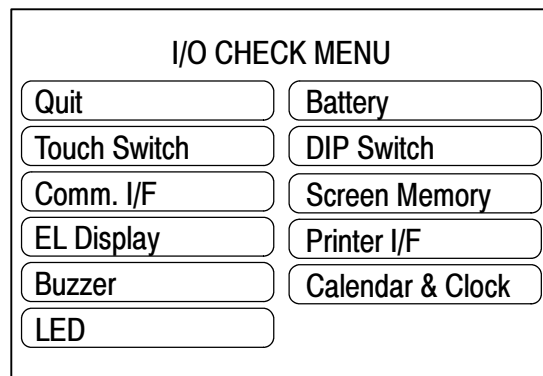 I/O CHECK MENU
Quit
Battery
Touch Switch
DIP Switch
Comm. I/F
Screen Memory
EL Display
Printer I/F
Buzzer
Calendar & Clock
LED